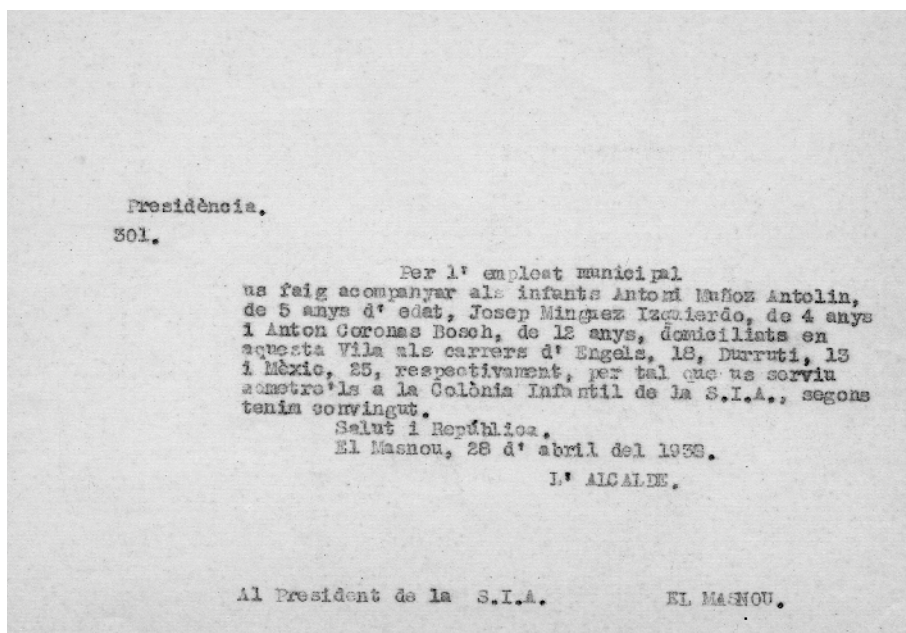 Presidència.
301.
Per l' empleat municipal
us faig acompanyar als infants Antoni Muñoz Antolin,
de 5 anys d' edat, Josep Minguez Izquierdo, de 4 anys
i Anton Coronas Bosch, de 12 anys, domiciliats en
aquesta Vila als carrers d' Engels, 18, Durruti, 13
i Mèxic, 25, respectivament, per tal que us serviu
admetre'ls a la Colònia Infantil de la S.I.A., segons
tenim convingut.
Salut i República.
El Masnou, 28 d' abril del 1938.
L' ALCALDE.
Al President de la S.I.A. EL MASNOU.